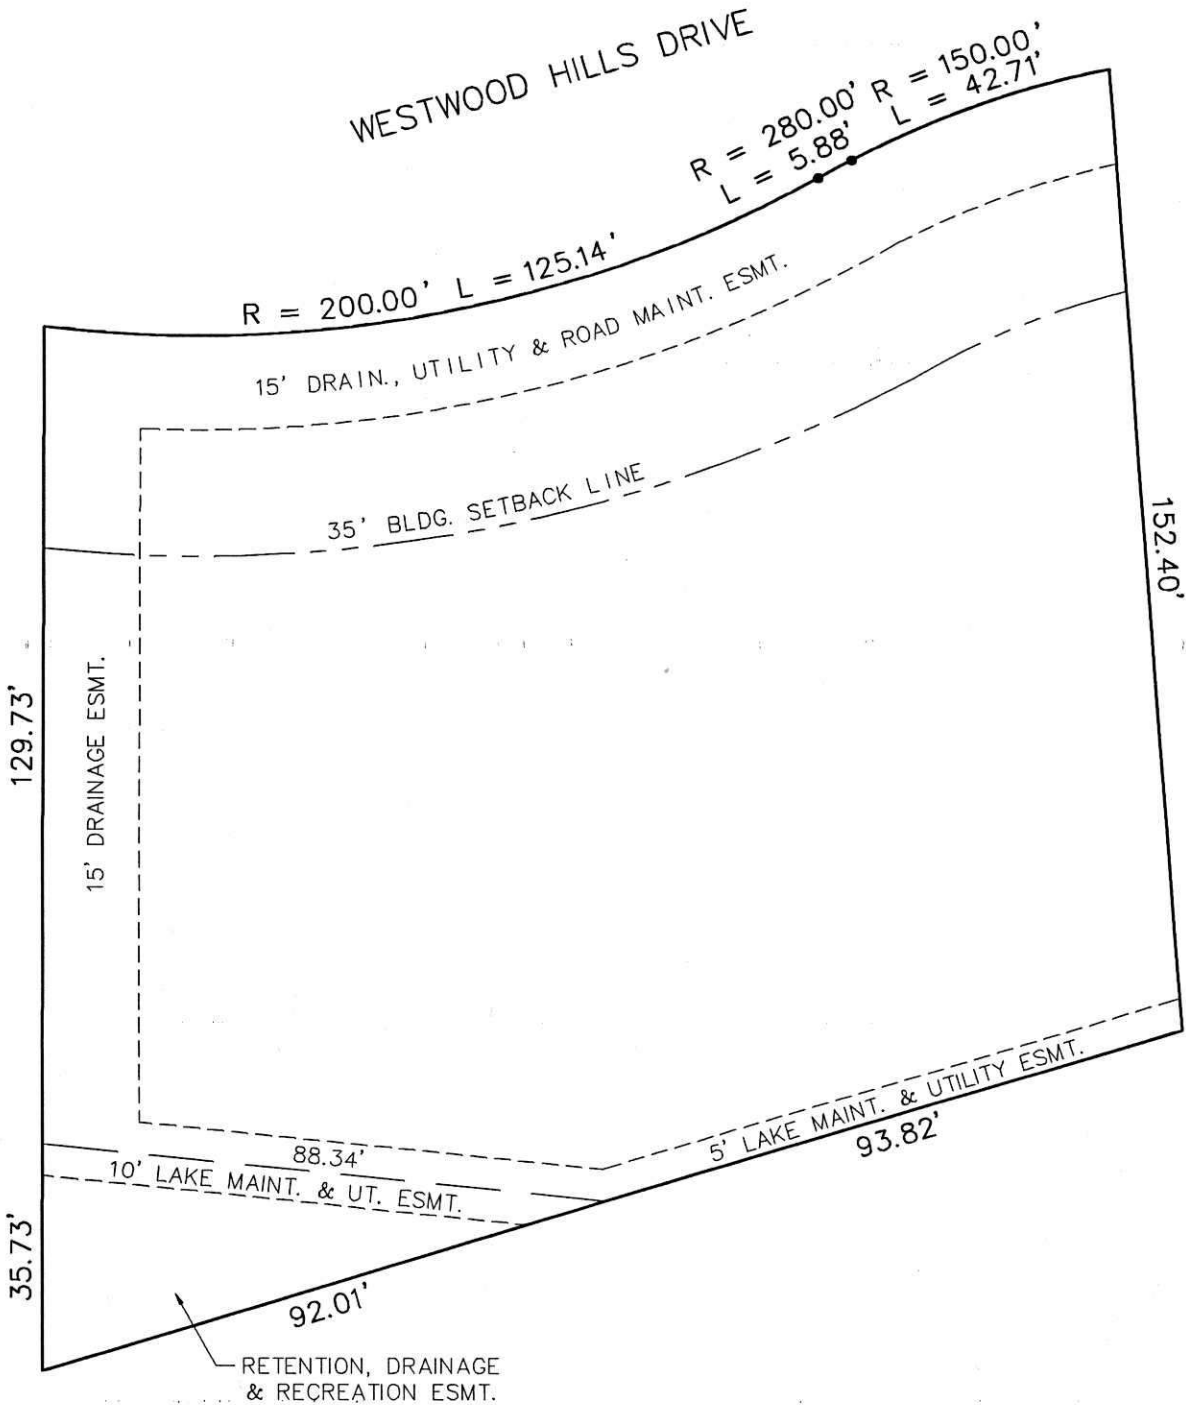 WESTWOOD HILLS DRIVE
R = 150.00'
L = 42.71'
R = 280.00'
L = 5.88'
R = 200.00' L = 125.14'
15' DRAIN., UTILITY & ROAD MAINT. ESMT.
35' BLDG. SETBACK LINE
152.40'
129.73'
15' DRAINAGE ESMT.
5' LAKE MAINT. & UTILITY ESMT.
93.82'
88.34'
10' LAKE MAINT. & UT. ESMT.
35.73'
92.01'
RETENTION, DRAINAGE
& RECREATION ESMT.